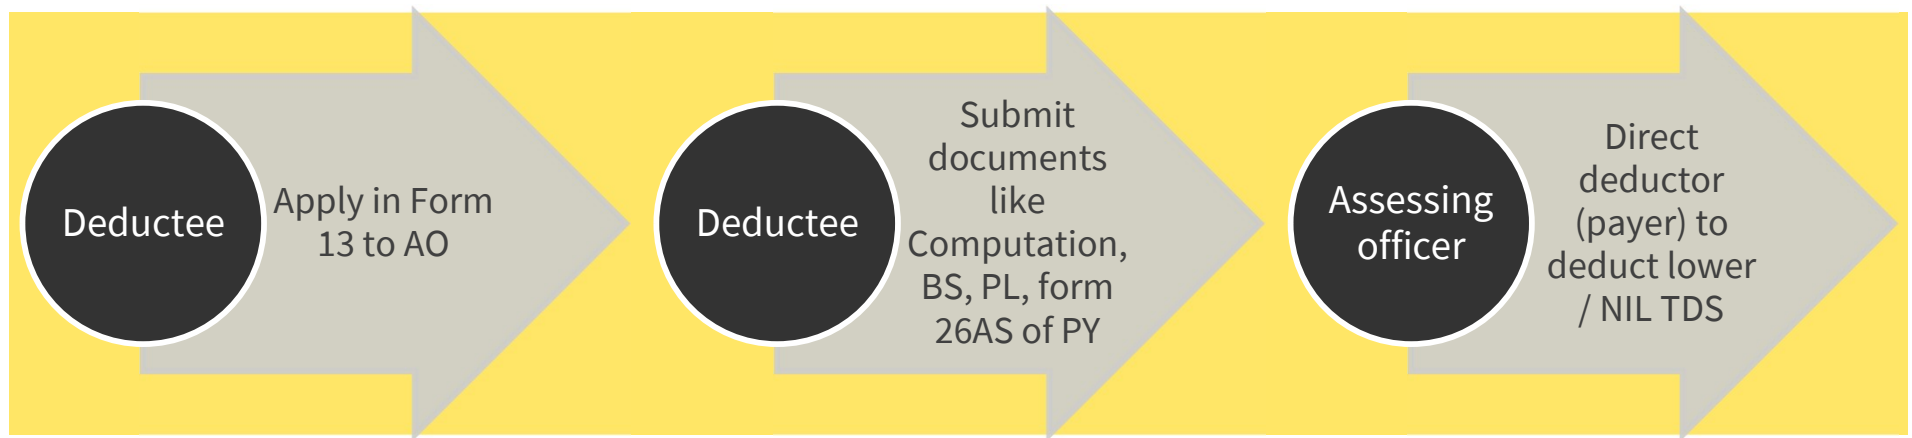 Deductee
Apply in Form
13 to AO
Deductee
Submit
documents
like
Computation,
BS, PL, form
26AS of PY
Assessing
officer
Direct
deductor
(payer) to
deduct lower
/ NIL TDS